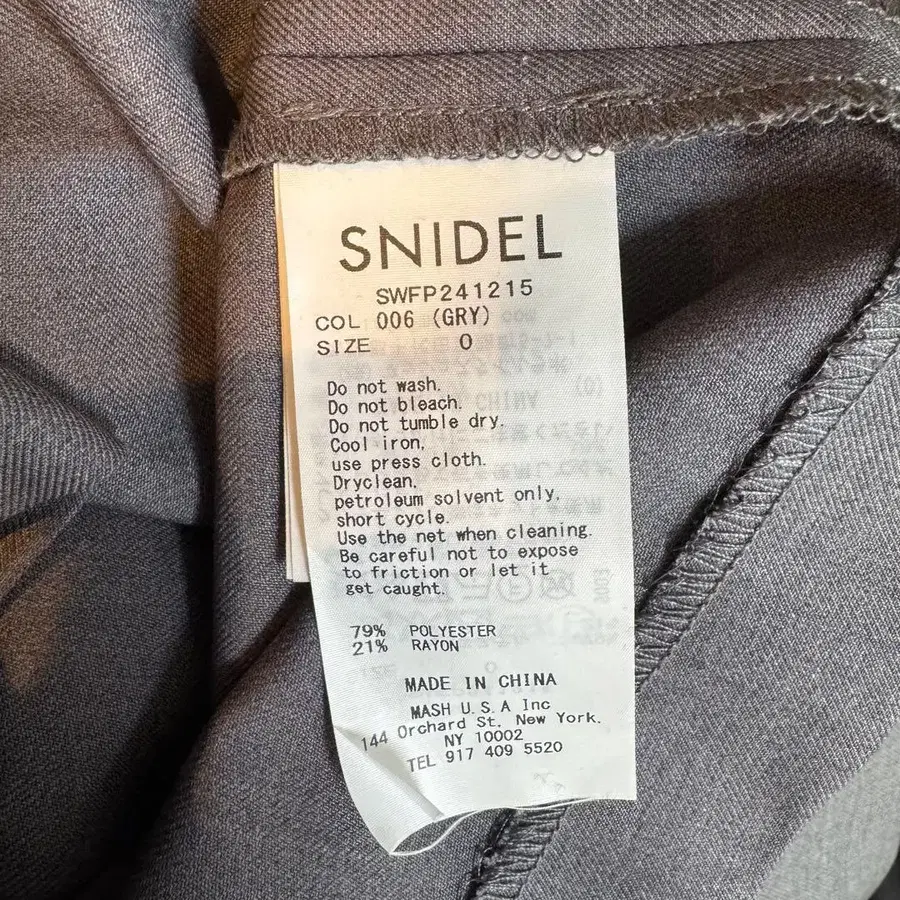 SNIDEL
SWFP241215
COL 006 (GRY)
SIZE 0
Do not wash.
Do not bleach.
Do not tumble dry.
Cool iron,
use press cloth.
Dryclean,
petroleum solvent only,
short cycle.
Use the net when cleaning.
Be careful not to expose
to friction or let it
get caught.
79% POLYESTER
21% RAYON
MADE IN CHINA
MASH U.S.A Inc
144 Orchard St. New York.
NY 10002
TEL 917 409 5520